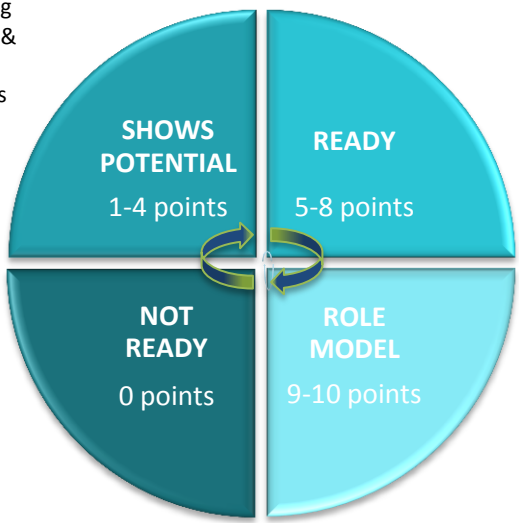 &
SHOWS
POTENTIAL
1-4 points
READY
5-8 points
NOT
READY
0 points
ROLE
MODEL
9-10 points